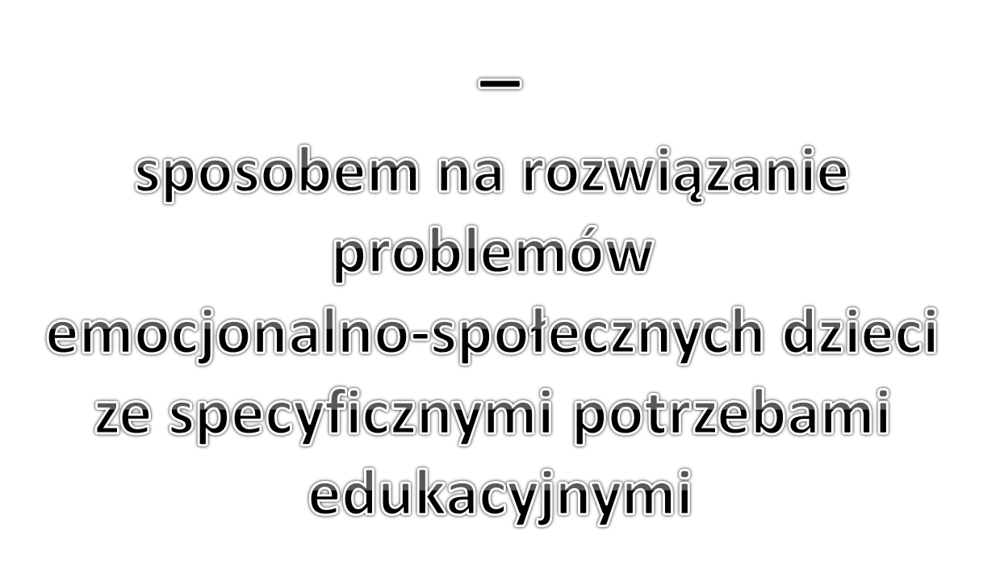 –
sposobem na rozwiązanie
problemów
emocjonalno-społecznych dzieci
ze specyficznymi potrzebami
edukacyjnymi